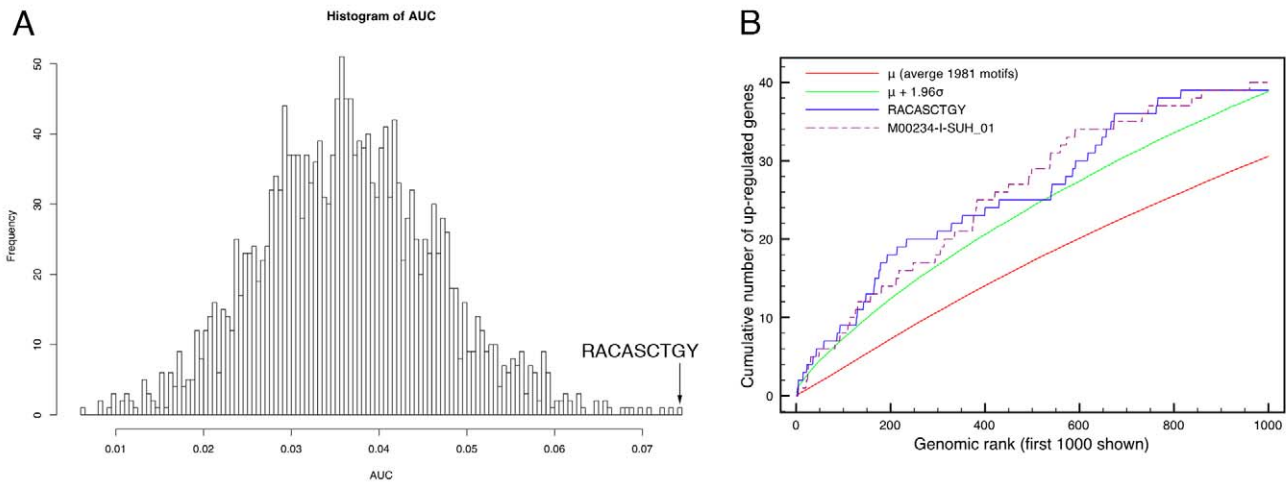 A
Histogram of AUC
Frequency
50
40
30
20
10
0
RACASCTGY
0.01 0.02 0.03 0.04 0.05 0.06 0.07
AUC
B
μ (averge 1981 motifs)
μ + 1.96σ
RACASCTGY
M00234-I-SUH_01
Cumulative number of up-regulated genes
40
30
20
10
0
0 200 400 600 800 1000
Genomic rank (first 1000 shown)